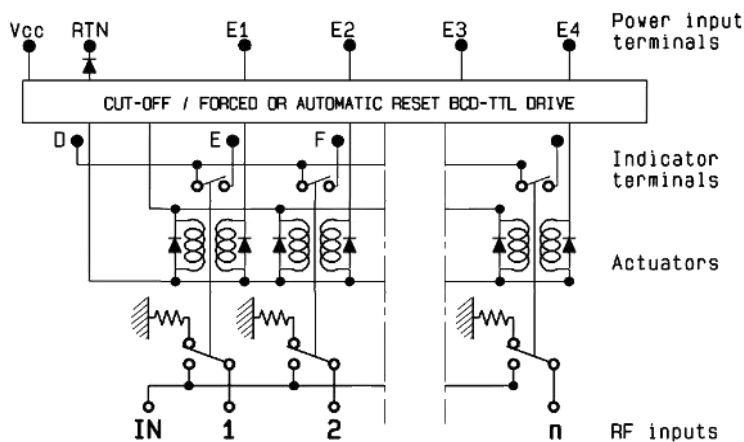 Vcc RTN E1 E2 E3 E4 Power input
terminals
CUT-OFF / FORCED OR AUTOMATIC RESET BCD-TTL DRIVE
D E F
Indicator
terminals
Actuators
IN 1 2 n RF inputs